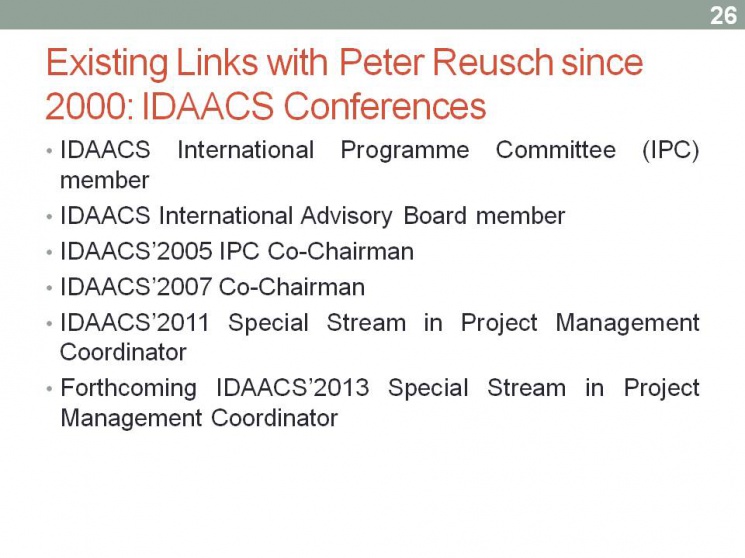 26
Existing Links with Peter Reusch since
2000: IDAACS Conferences
• IDAACS International Programme Committee (IPC)
member
• IDAACS International Advisory Board member
• IDAACS’2005 IPC Co-Chairman
• IDAACS’2007 Co-Chairman
• IDAACS’2011 Special Stream in Project Management
Coordinator
• Forthcoming IDAACS’2013 Special Stream in Project
Management Coordinator